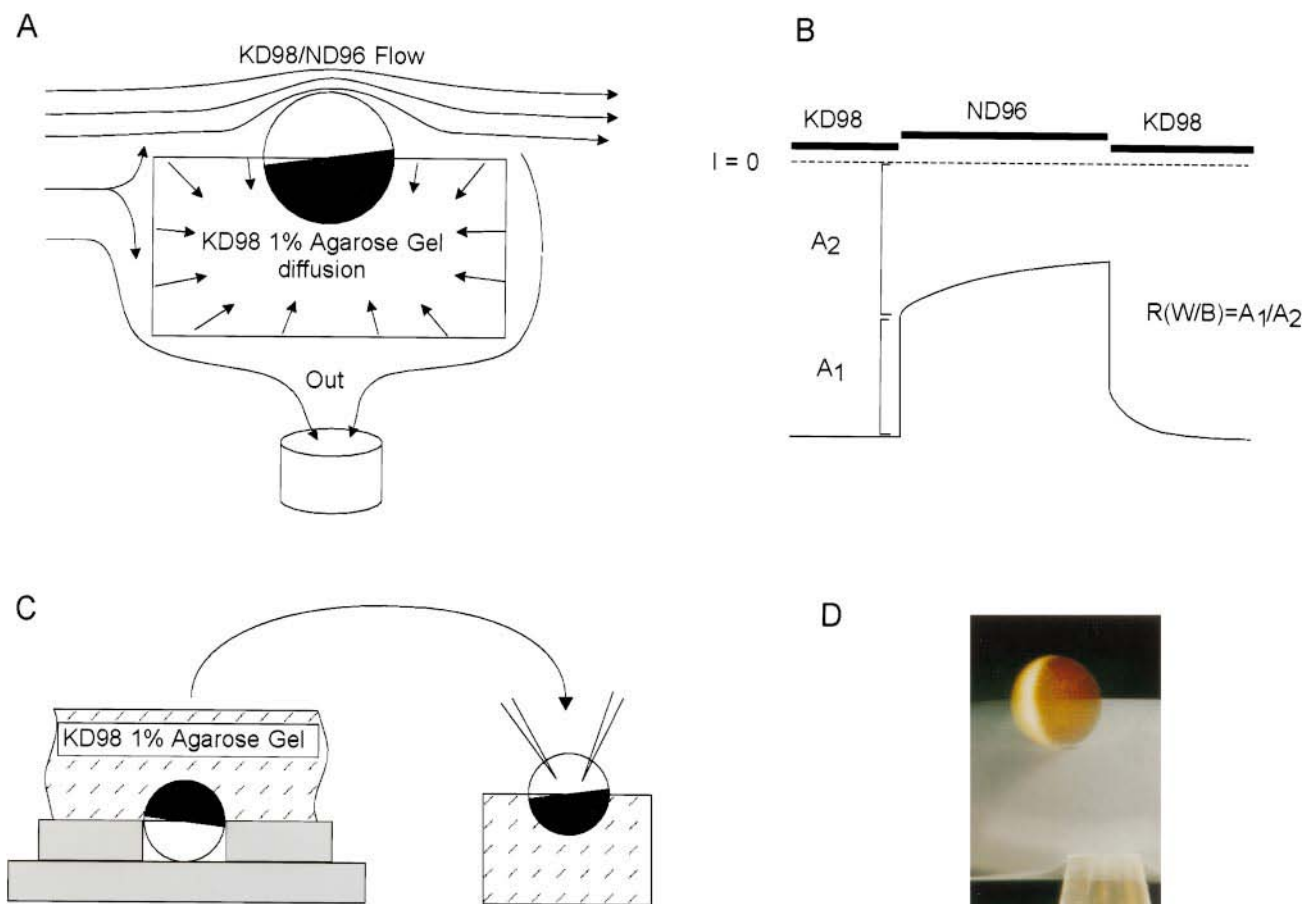 A
KD98/ND96 Flow
KD98 1% Agarose Gel
diffusion
Out
B
KD98
ND96
KD98
I = 0
A2
A1
R(W/B)=A1/A2
C
KD98 1% Agarose Gel
D